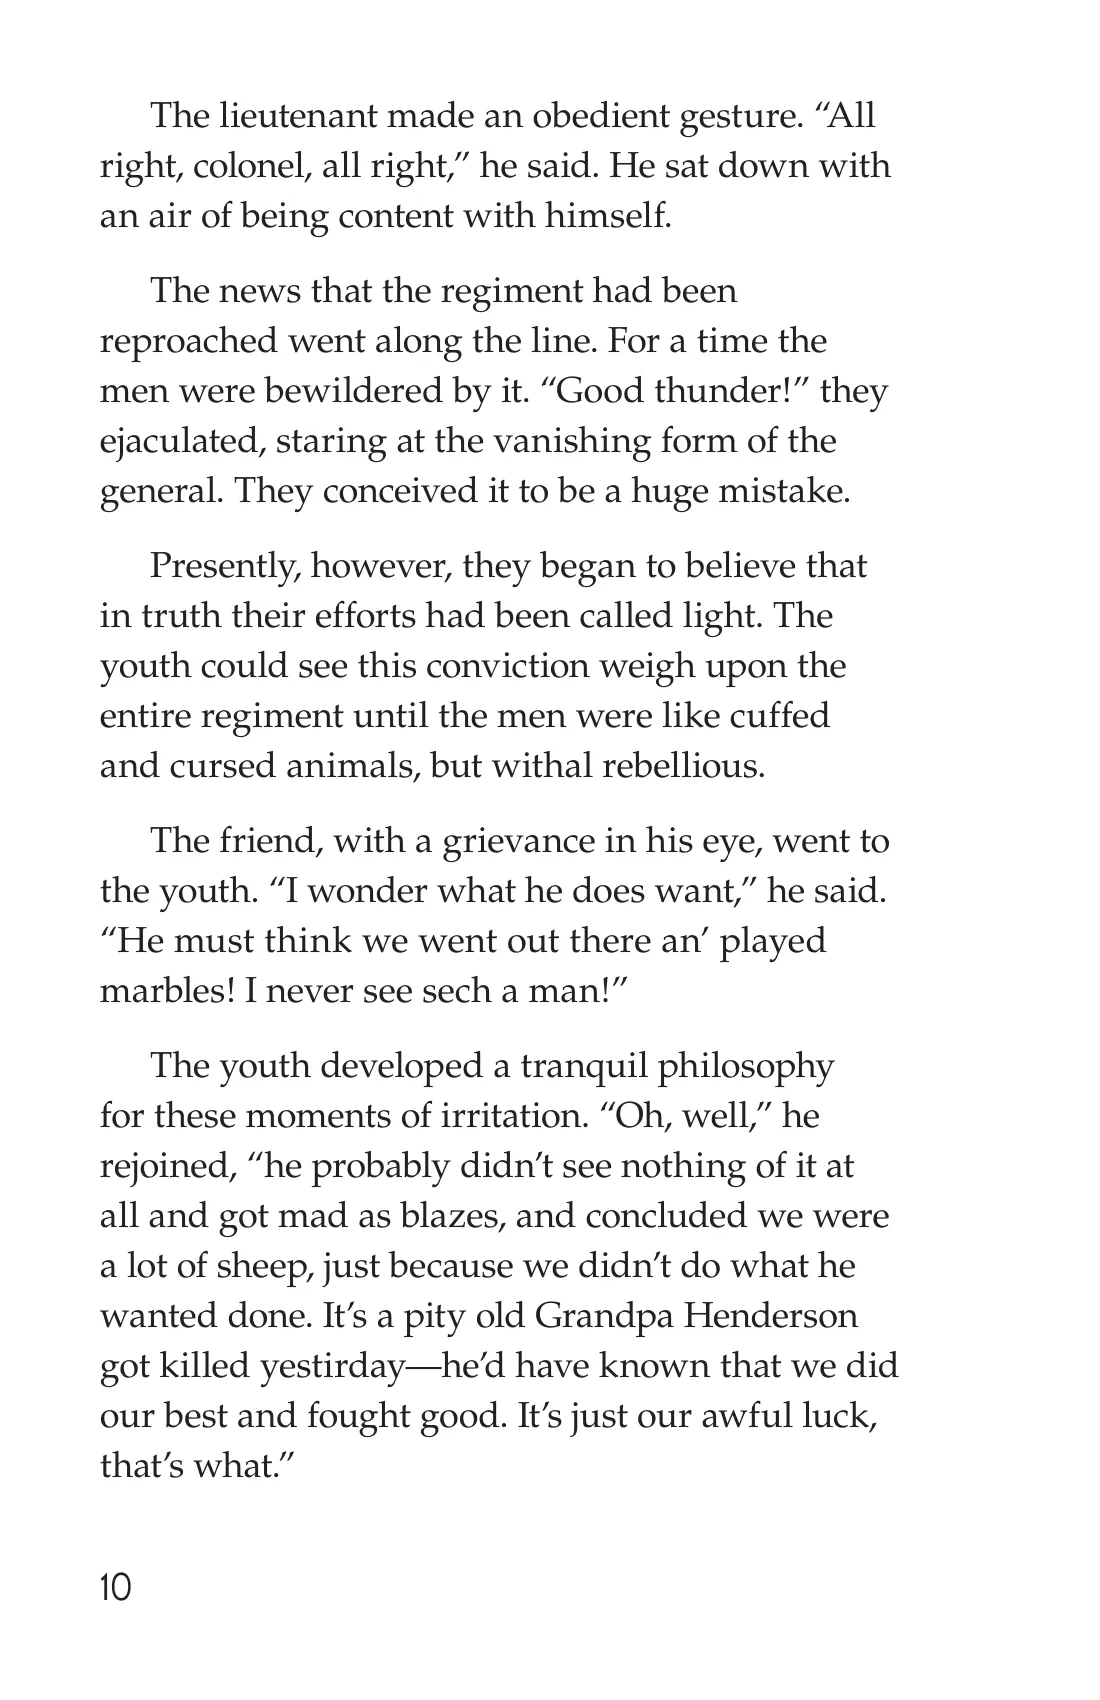 The lieutenant made an obedient gesture. “All
right, colonel, all right,” he said. He sat down with
an air of being content with himself.
The news that the regiment had been
reproached went along the line. For a time the
men were bewildered by it. “Good thunder!” they
ejaculated, staring at the vanishing form of the
general. They conceived it to be a huge mistake.
Presently, however, they began to believe that
in truth their efforts had been called light. The
youth could see this conviction weigh upon the
entire regiment until the men were like cuffed
and cursed animals, but withal rebellious.
The friend, with a grievance in his eye, went to
the youth. “I wonder what he does want,” he said.
“He must think we went out there an’ played
marbles! I never see sech a man!”
The youth developed a tranquil philosophy
for these moments of irritation. “Oh, well,” he
rejoined, “he probably didn’t see nothing of it at
all and got mad as blazes, and concluded we were
a lot of sheep, just because we didn’t do what he
wanted done. It’s a pity old Grandpa Henderson
got killed yestirday—he’d have known that we did
our best and fought good. It’s just our awful luck,
that’s what.”
10